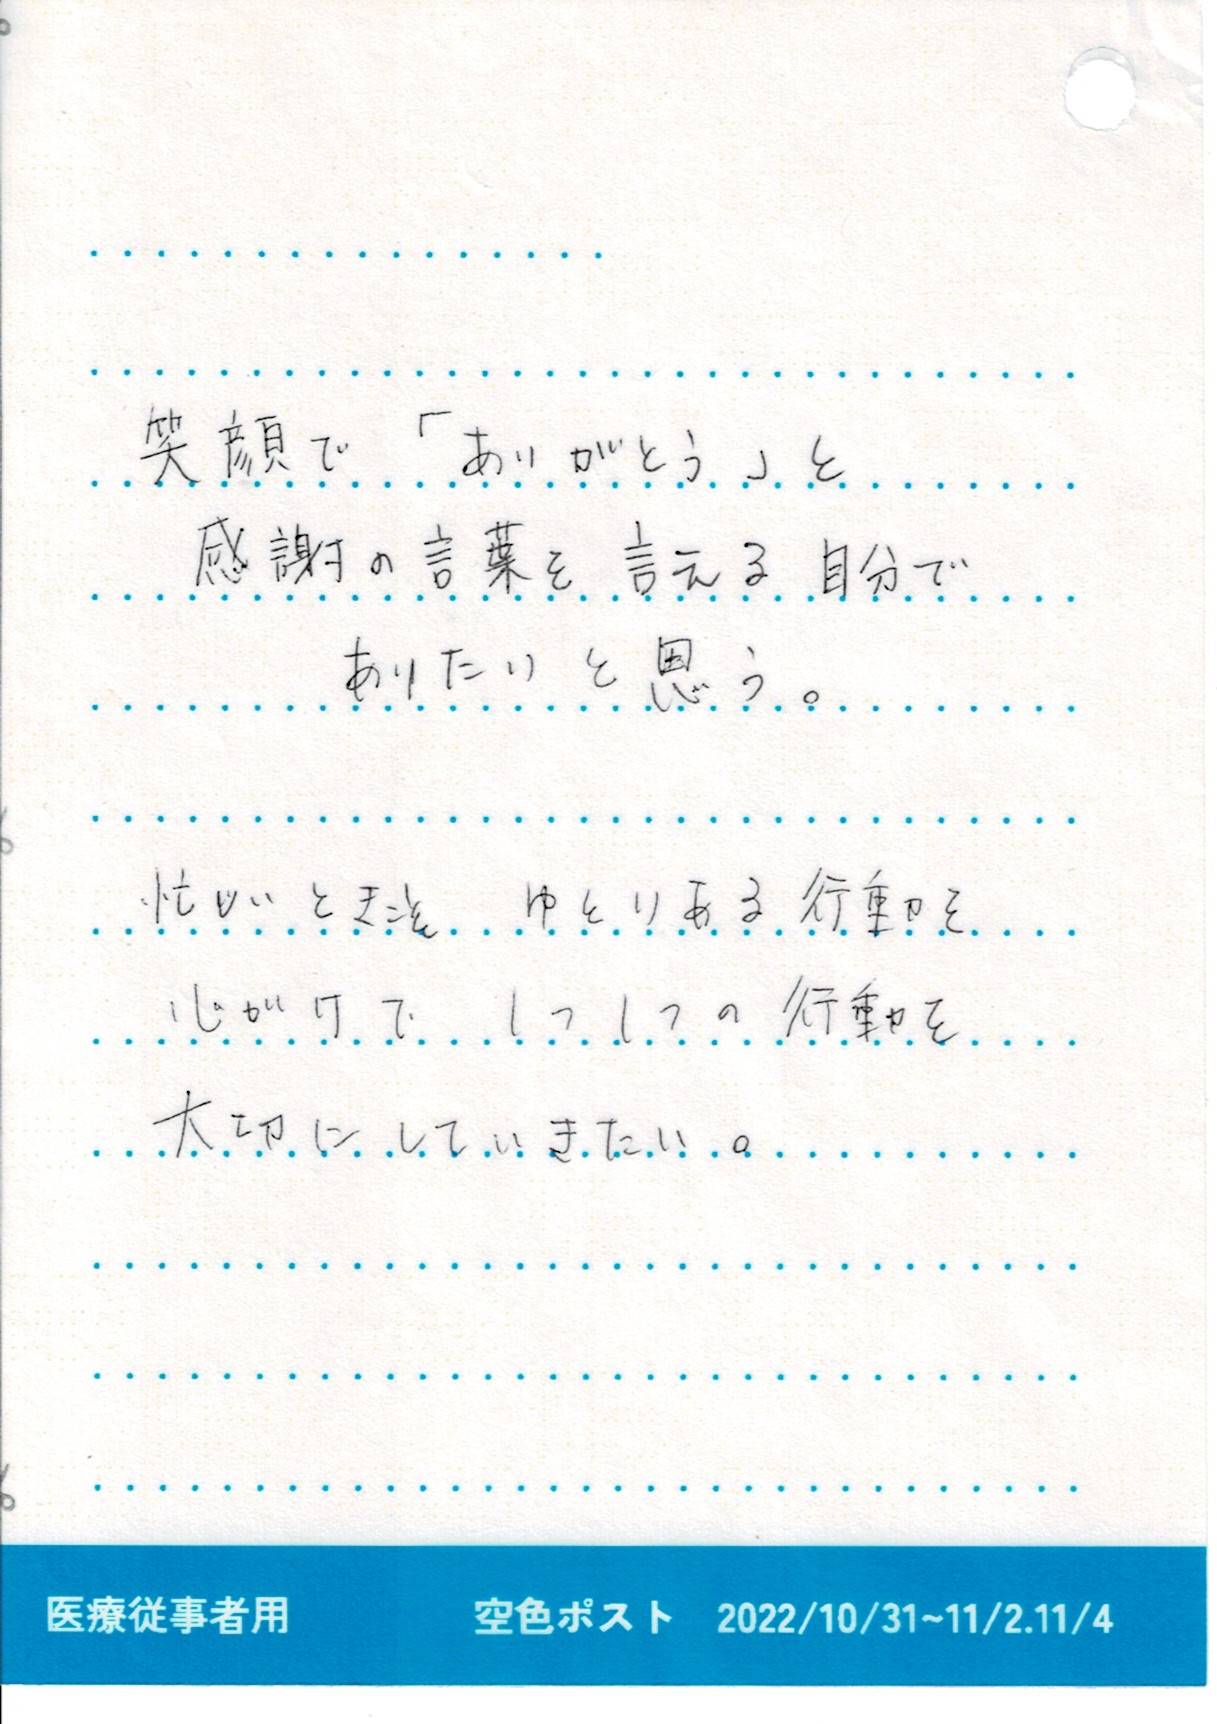 笑顔で「ありがとう」と
感謝の言葉を言える自分で
ありたいと思う。
忙しいときこそ ゆとりある行動を
心がけて 1つ1つの行動を
大切にしていきたい。
医療従事者用 空色ポスト 2022/10/31~11/2.11/4